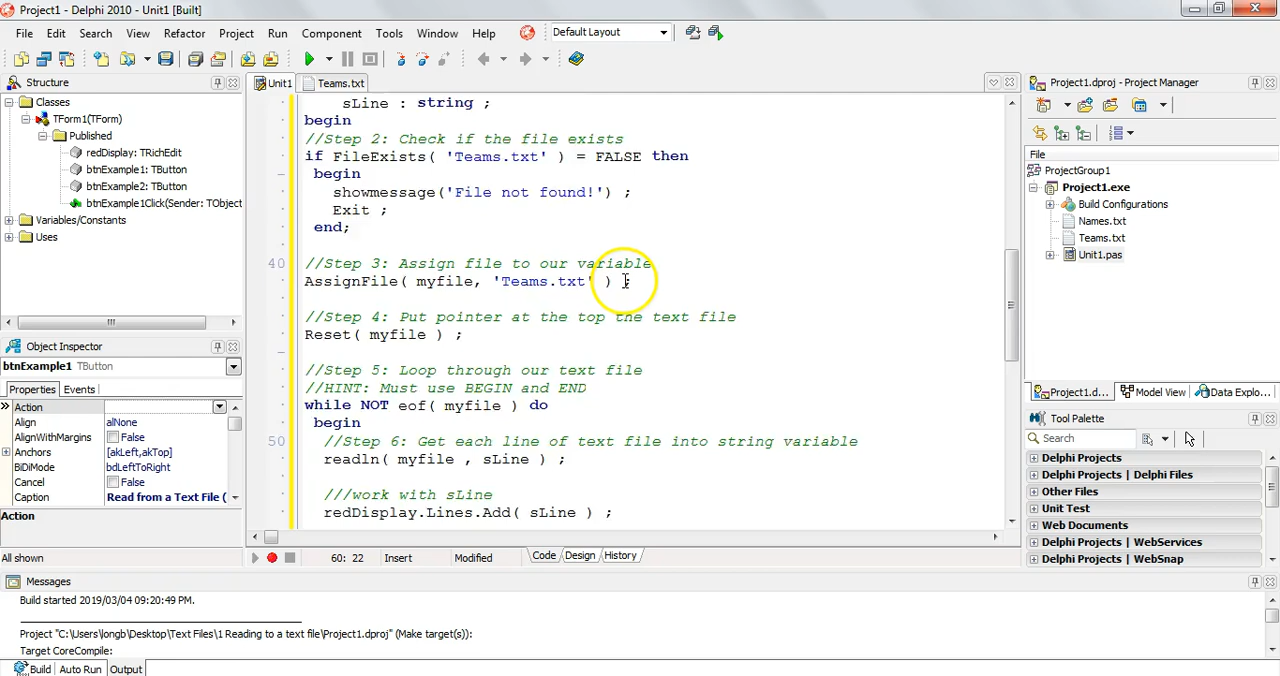 Project1 - Delphi 2010 - Unit1 [Built]
File Edit Search View Refactor Project Run Component Tools Window Help Default Layout
Structure
Classes
TForm1(TForm)
Published
redDisplay: TRichEdit
btnExample1: TButton
btnExample2: TButton
btnExample1Click(Sender: TObject
Variables/Constants
Uses
Object Inspector
btnExample1 TButton
Properties Events
Action
Align alNone
AlignWithMargins False
Anchors [akLeft,akTop]
BiDiMode bdLeftToRight
Cancel False
Caption Read from a Text File (
Action
All shown
Unit1 Teams.txt
sLine : string ;
begin
//Step 2: Check if the file exists
if FileExists( 'Teams.txt' ) = FALSE then
begin
showmessage('File not found!') ;
Exit ;
end;
40 //Step 3: Assign file to our variable
AssignFile( myfile, 'Teams.txt' ) ;
//Step 4: Put pointer at the top the text file
Reset( myfile ) ;
//Step 5: Loop through our text file
//HINT: Must use BEGIN and END
while NOT eof( myfile ) do
begin
50 //Step 6: Get each line of text file into string variable
readln( myfile , sLine ) ;
///work with sLine
redDisplay.Lines.Add( sLine ) ;
60: 22 Insert Modified Code Design History
Project1.dproj - Project Manager
File
ProjectGroup1
Project1.exe
Build Configurations
Names.txt
Teams.txt
Unit1.pas
Project1.d... Model View Data Explo...
Tool Palette
Search
Delphi Projects
Delphi Projects | Delphi Files
Other Files
Unit Test
Web Documents
Delphi Projects | WebServices
Delphi Projects | WebSnap
Messages
Build started 2019/03/04 09:20:49 PM.
Project "C:\Users\longb\Desktop\Text Files\1 Reading to a text file\Project1.dproj" (Make target(s)):
Target CoreCompile:
Build Auto Run Output